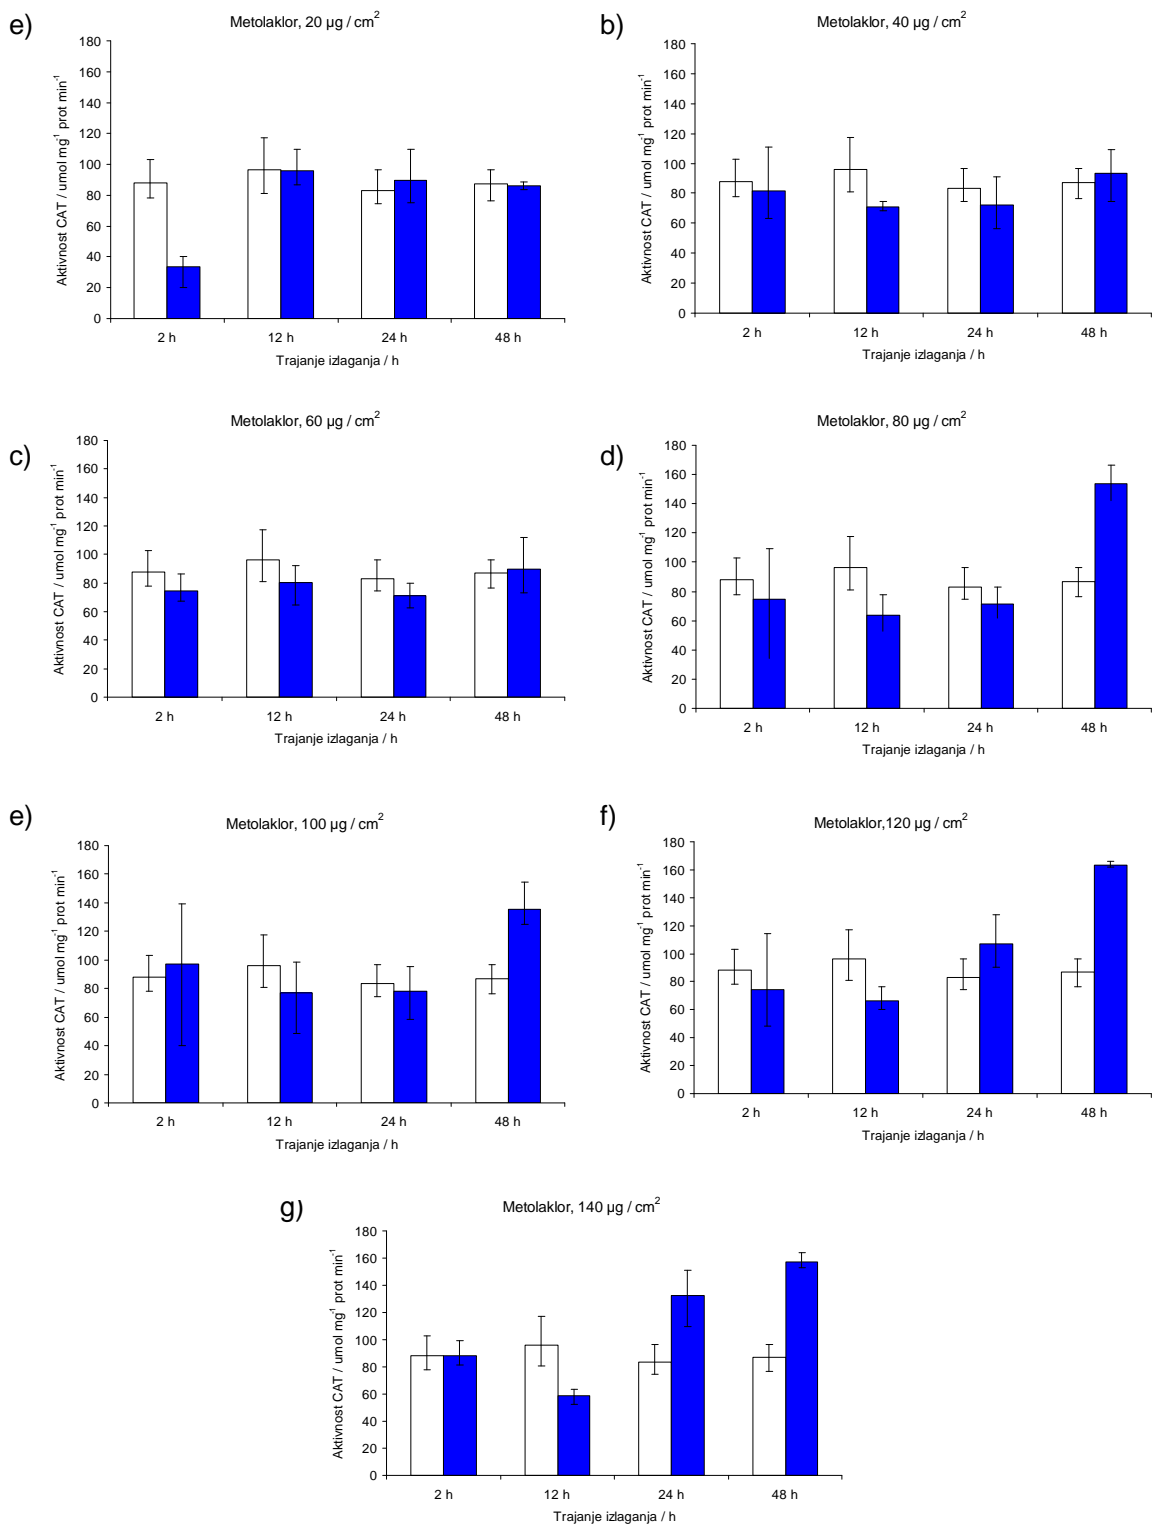 e)
Metolaklor, 20 µg / cm²
Aktivnost CAT / umol mg⁻¹ prot min⁻¹
180
160
140
120
100
80
60
40
20
0
2 h 12 h 24 h 48 h
Trajanje izlaganja / h
b)
Metolaklor, 40 µg / cm²
Aktivnost CAT / umol mg⁻¹ prot min⁻¹
180
160
140
120
100
80
60
40
20
0
2 h 12 h 24 h 48 h
Trajanje izlaganja / h
c)
Metolaklor, 60 µg / cm²
Aktivnost CAT / umol mg⁻¹ prot min⁻¹
180
160
140
120
100
80
60
40
20
0
2 h 12 h 24 h 48 h
Trajanje izlaganja / h
d)
Metolaklor, 80 µg / cm²
Aktivnost CAT / umol mg⁻¹ prot min⁻¹
180
160
140
120
100
80
60
40
20
0
2 h 12 h 24 h 48 h
Trajanje izlaganja / h
e)
Metolaklor, 100 µg / cm²
Aktivnost CAT / umol mg⁻¹ prot min⁻¹
180
160
140
120
100
80
60
40
20
0
2 h 12 h 24 h 48 h
Trajanje izlaganja / h
f)
Metolaklor,120 µg / cm²
Aktivnost CAT / umol mg⁻¹ prot min⁻¹
180
160
140
120
100
80
60
40
20
0
2 h 12 h 24 h 48 h
Trajanje izlaganja / h
g)
Metolaklor, 140 µg / cm²
Aktivnost CAT / umol mg⁻¹ prot min⁻¹
180
160
140
120
100
80
60
40
20
0
2 h 12 h 24 h 48 h
Trajanje izlaganja / h